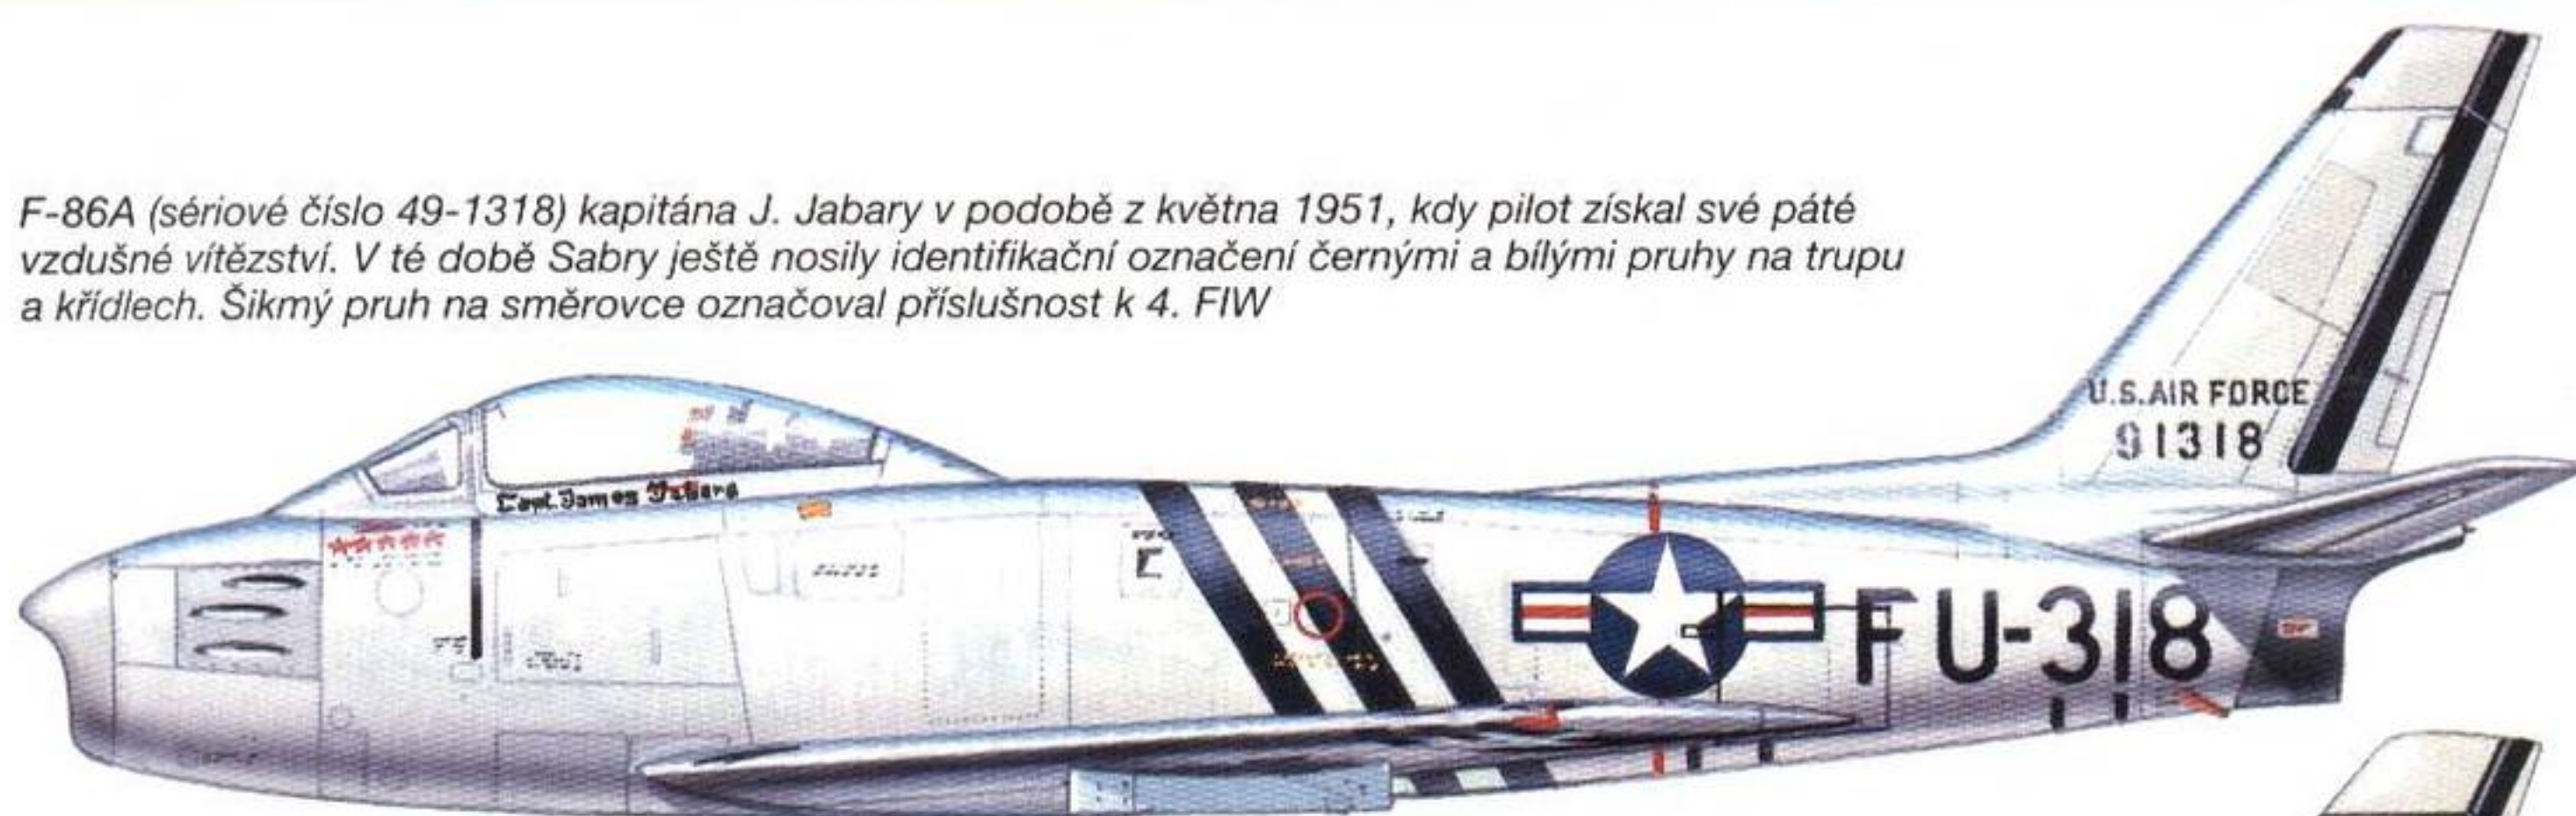 F-86A (sériové číslo 49-1318) kapitána J. Jabary v podobě z května 1951, kdy pilot získal své páté
vzdušné vítězství. V té době Sabry ještě nosily identifikační označení černými a bílými pruhy na trupu
a křídlech. Šikmý pruh na směrovce označoval příslušnost k 4. FIW
U.S.AIR FORCE
91318
Capt. James Jabara
FU-318